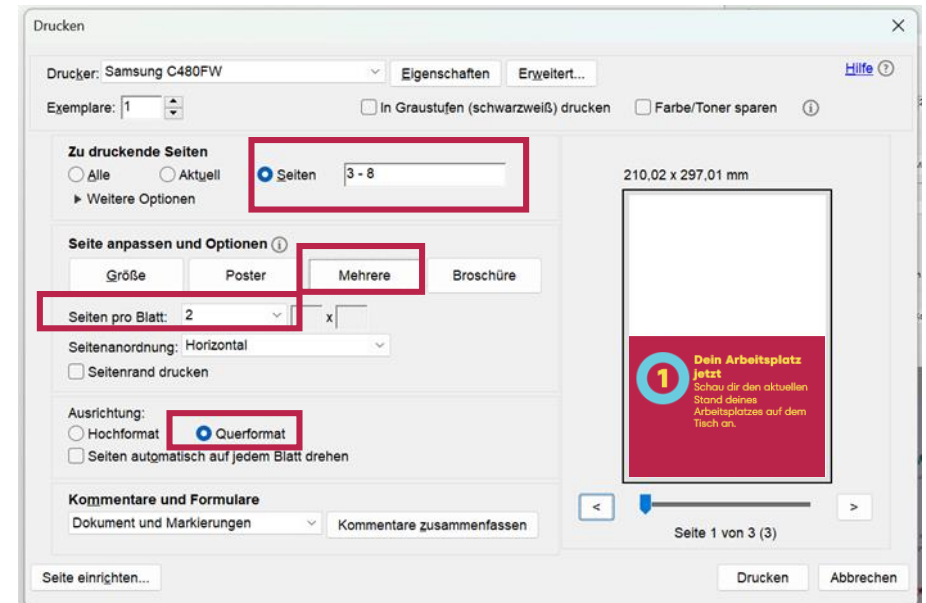 Drucken
Drucker: Samsung C480FW Eigenschaften Erweitert... Hilfe
Exemplare: 1 In Graustufen (schwarzweiß) drucken Farbe/Toner sparen
Zu druckende Seiten
Alle Aktuell Seiten 3 - 8
Weitere Optionen
210,02 x 297,01 mm
Seite anpassen und Optionen
Größe Poster Mehrere Broschüre
Seiten pro Blatt: 2 x
Seitenanordnung: Horizontal
Seitenrand drucken
Ausrichtung:
Hochformat Querformat
Seiten automatisch auf jedem Blatt drehen
Kommentare und Formulare
Dokument und Markierungen Kommentare zusammenfassen
1
Dein Arbeitsplatz
jetzt
Schau dir den aktuellen
Stand deines
Arbeitsplatzes auf dem
Tisch an.
< >
Seite 1 von 3 (3)
Seite einrichten... Drucken Abbrechen